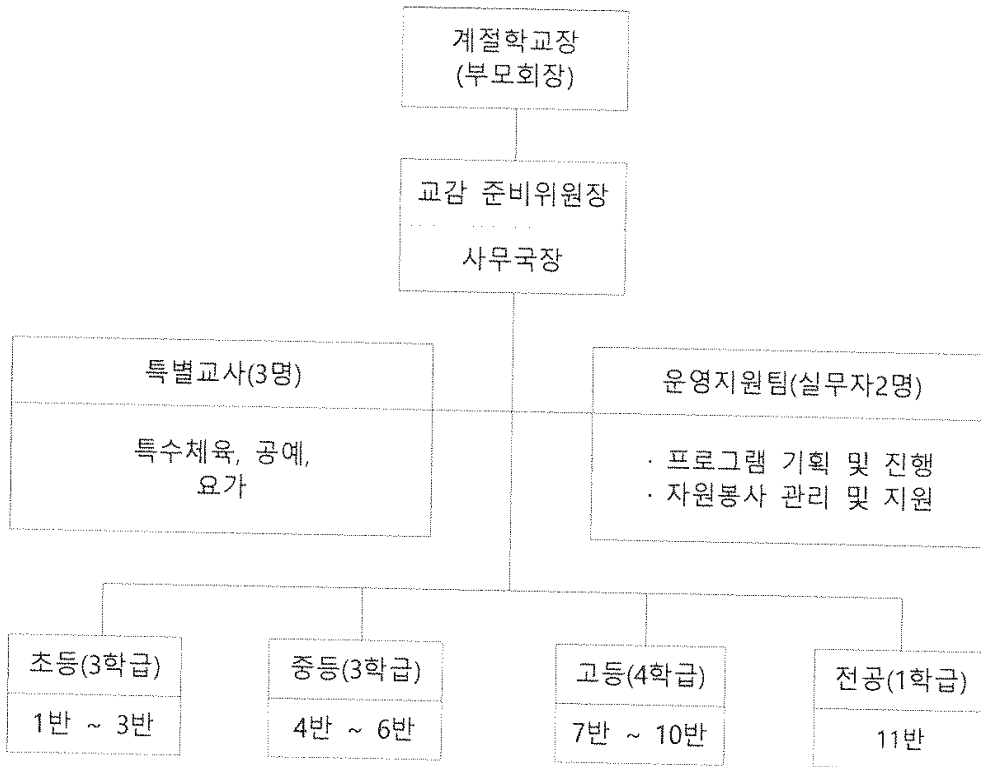 계절학교장
(부모회장)
교감 준비위원장
사무국장
특별교사(3명)
특수체육, 공예,
요가
운영지원팀(실무자2명)
· 프로그램 기획 및 진행
· 자원봉사 관리 및 지원
초등(3학급)
1반 ~ 3반
중등(3학급)
4반 ~ 6반
고등(4학급)
7반 ~ 10반
전공(1학급)
11반